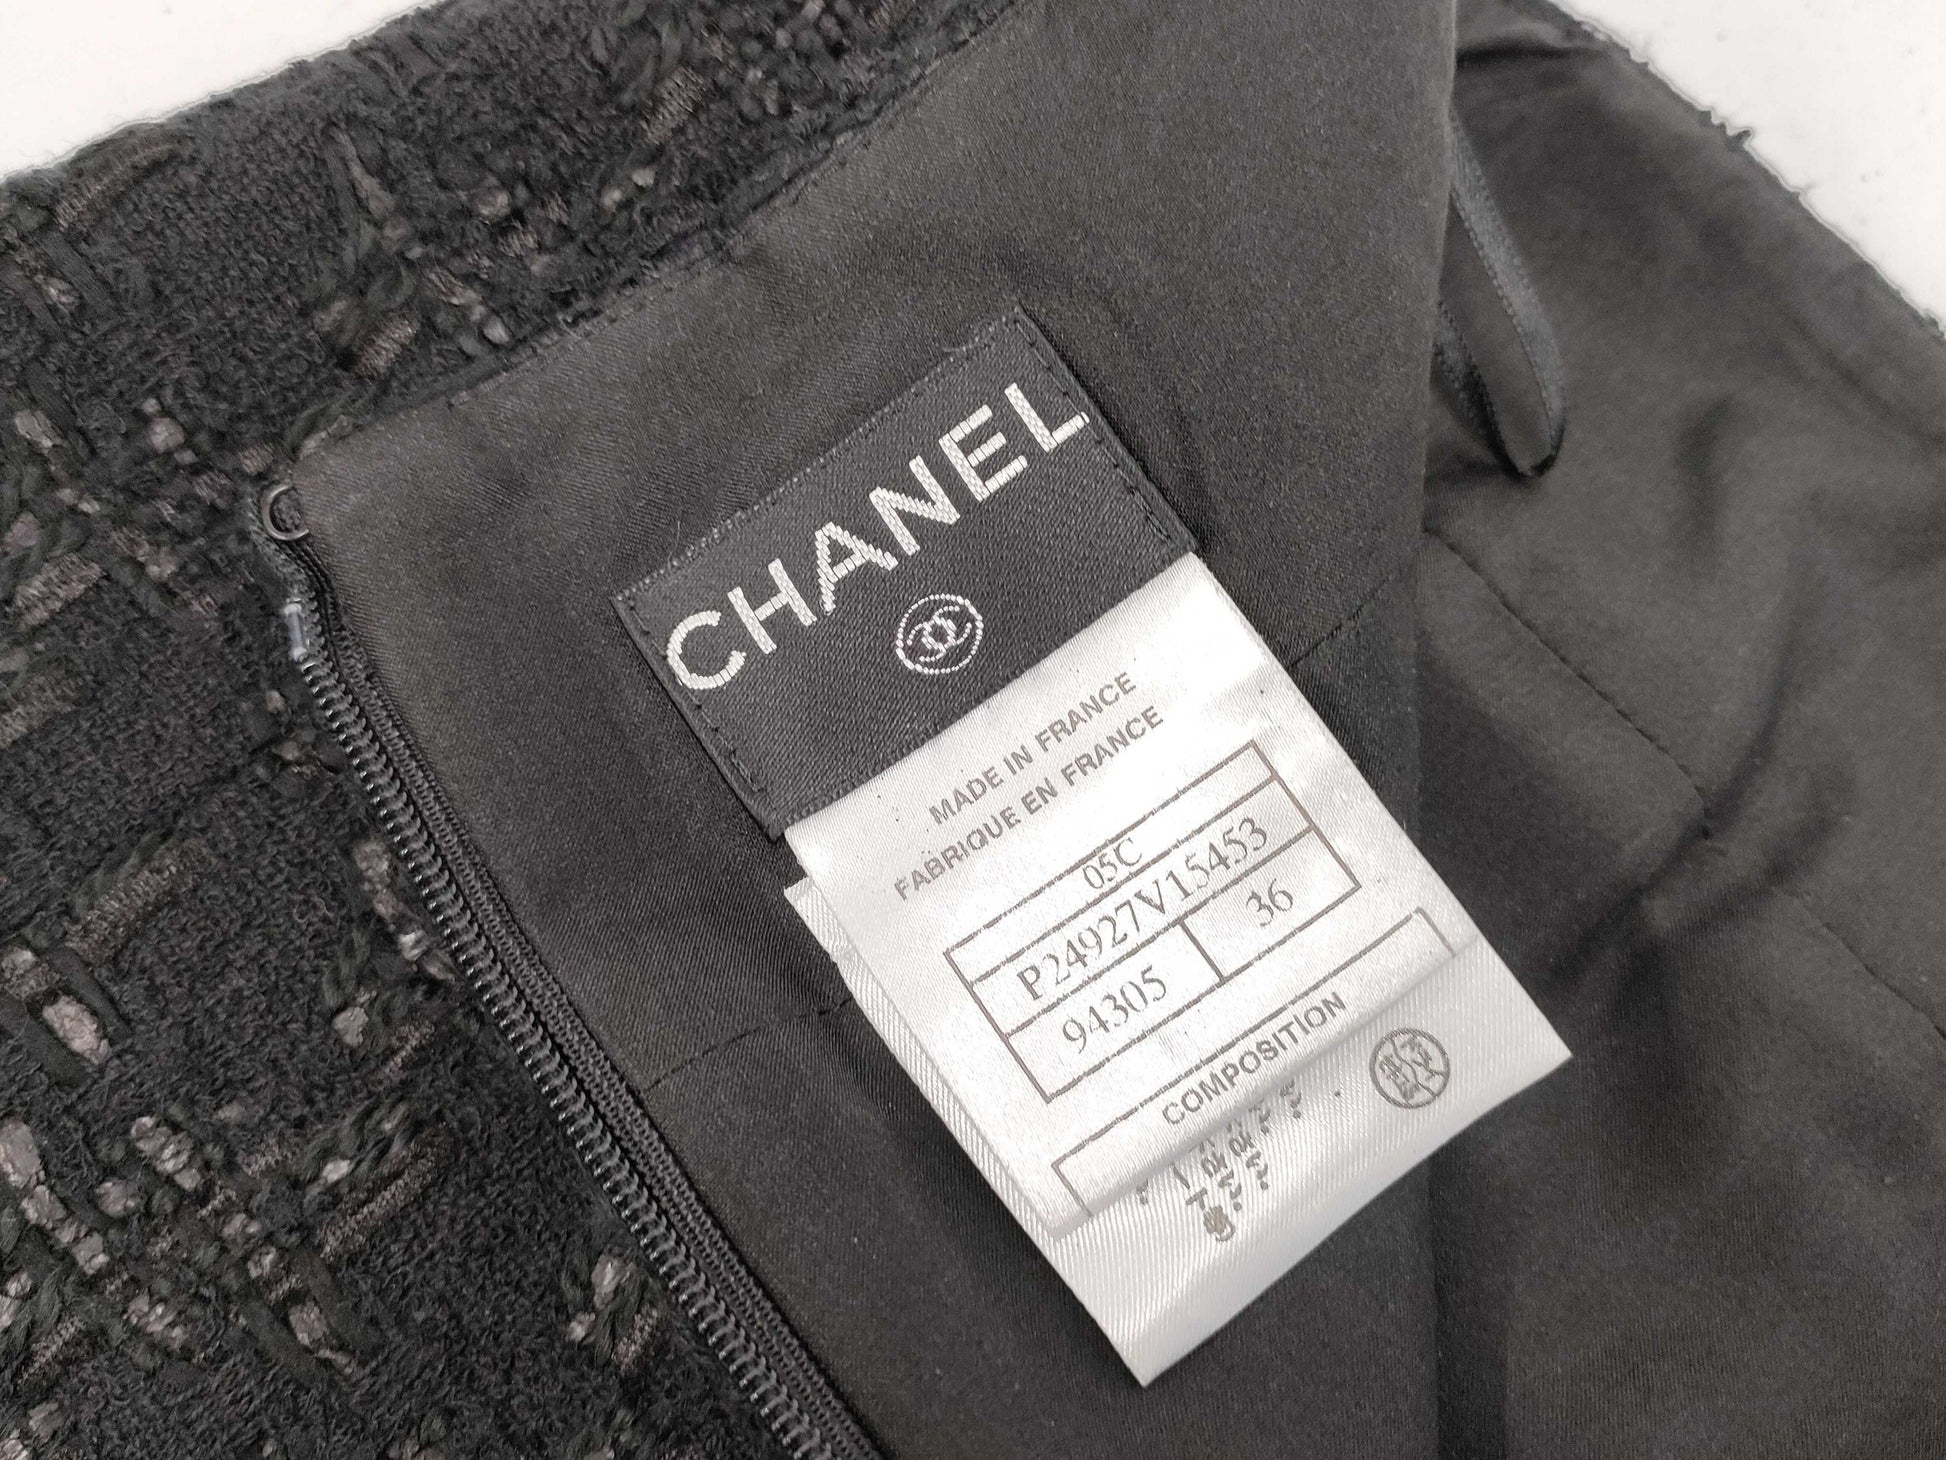 CHANEL
MADE IN FRANCE
FABRIQUE EN FRANCE
05C
P24927V15453
94305 36
COMPOSITION